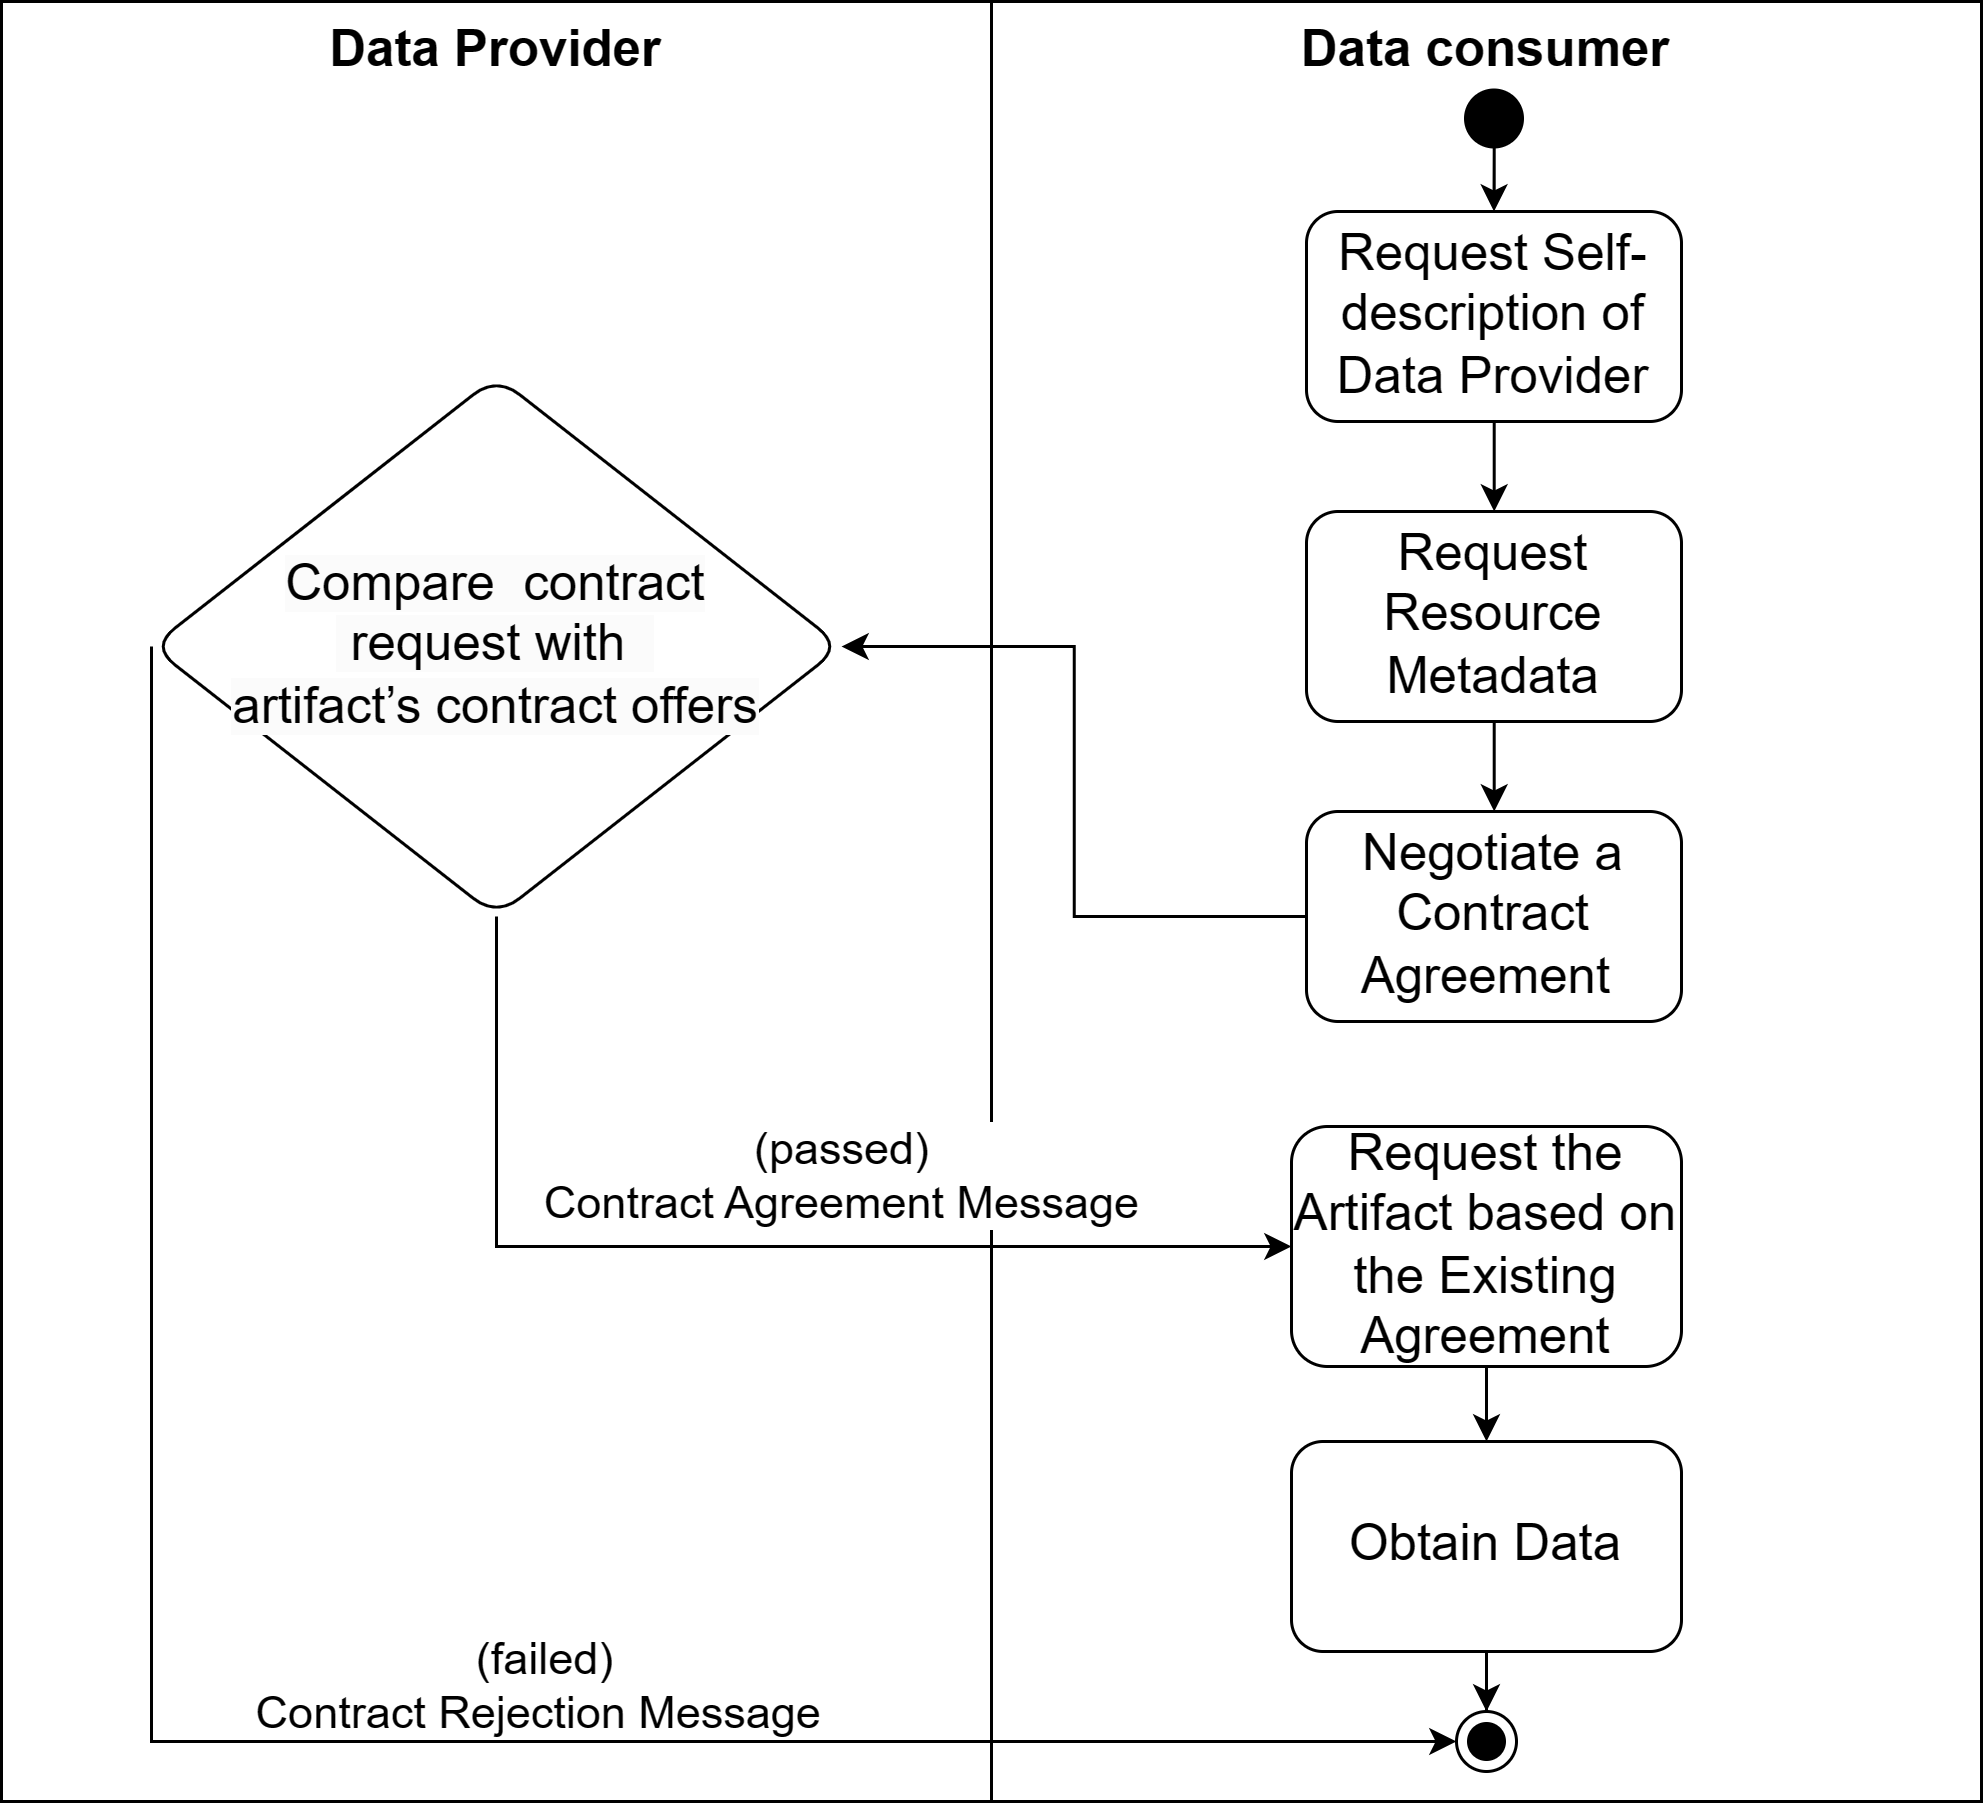 Data Provider
Data consumer
Request Self-
description of
Data Provider
Request
Resource
Metadata
Compare  contract
request with
artifact’s contract offers
Negotiate a
Contract
Agreement
(passed)
Contract Agreement Message
Request the
Artifact based on
the Existing
Agreement
Obtain Data
(failed)
Contract Rejection Message